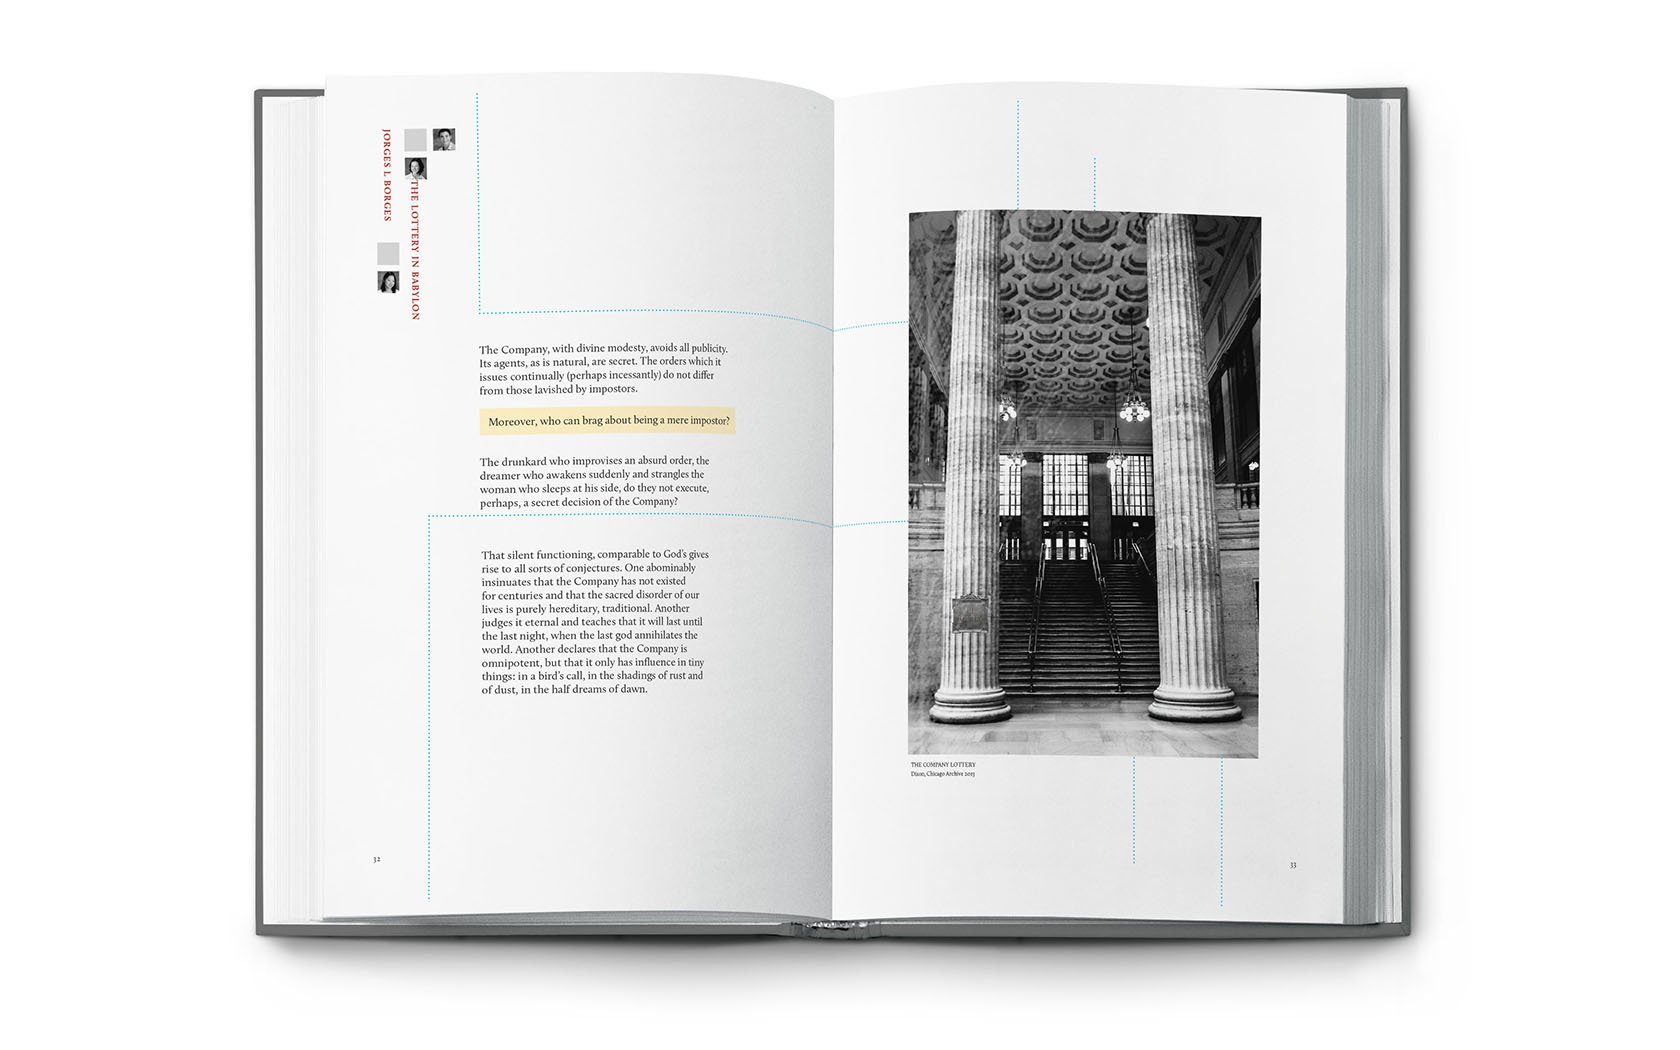 JORGES L BORGES
THE LOTTERY IN BABYLON
The Company, with divine modesty, avoids all publicity.
Its agents, as is natural, are secret. The orders which it
issues continually (perhaps incessantly) do not differ
from those lavished by impostors.
Moreover, who can brag about being a mere impostor?
The drunkard who improvises an absurd order, the
dreamer who awakens suddenly and strangles the
woman who sleeps at his side, do they not execute,
perhaps, a secret decision of the Company?
That silent functioning, comparable to God's gives
rise to all sorts of conjectures. One abominably
insinuates that the Company has not existed
for centuries and that the sacred disorder of our
lives is purely hereditary, traditional. Another
judges it eternal and teaches that it will last until
the last night, when the last god annihilates the
world. Another declares that the Company is
omnipotent, but that it only has influence in tiny
things: in a bird's call, in the shadings of rust and
of dust, in the half dreams of dawn.
32
THE COMPANY LOTTERY
Chicago Archive 2013
33